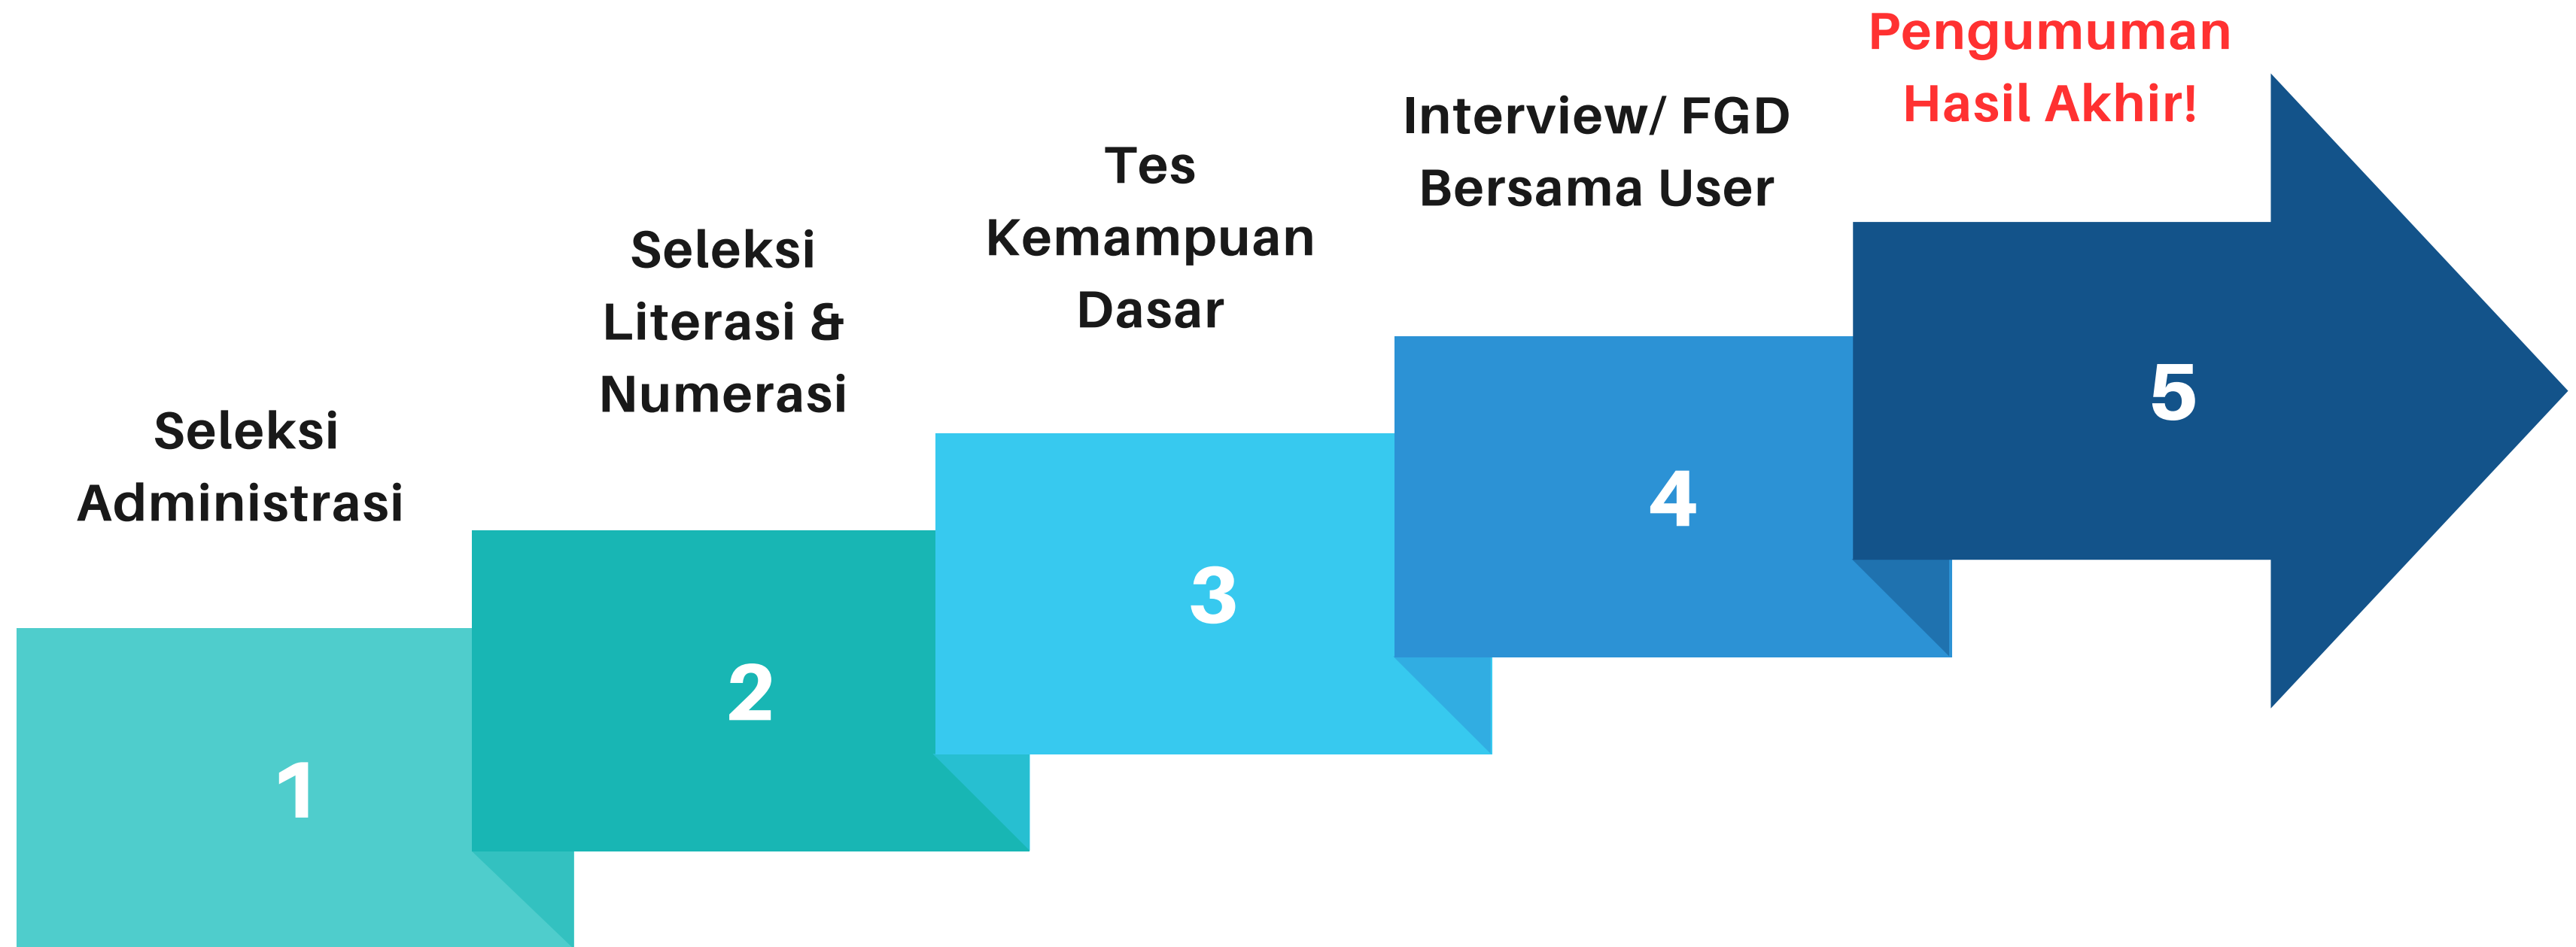 Seleksi
Administrasi
1
Seleksi
Literasi &
Numerasi
2
Tes
Kemampuan
Dasar
3
Interview/ FGD
Bersama User
4
Pengumuman
Hasil Akhir!
5